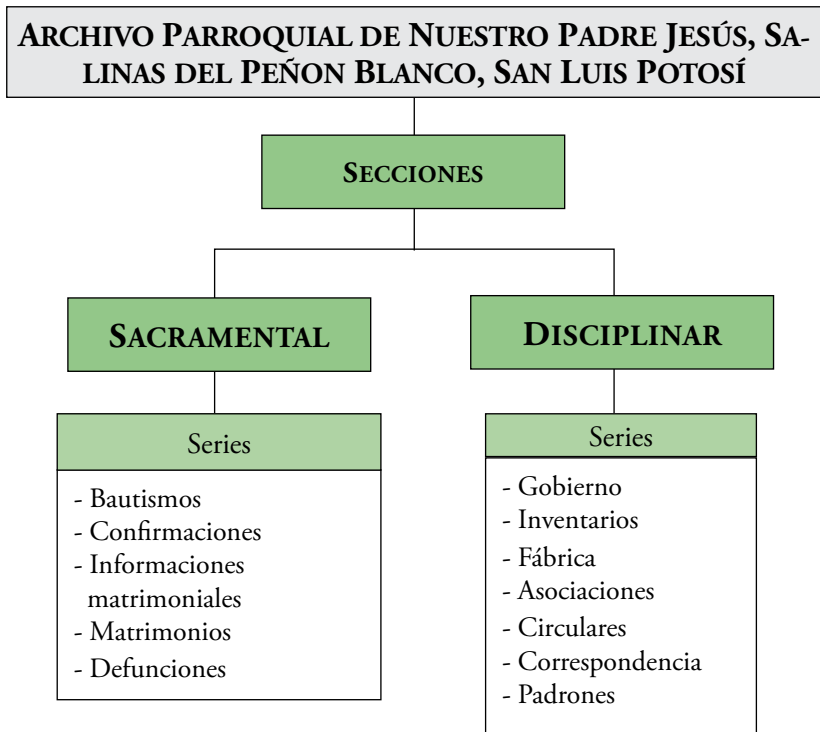 ARCHIVO PARROQUIAL DE NUESTRO PADRE JESÚS, SA-
LINAS DEL PEÑON BLANCO, SAN LUIS POTOSÍ
SECCIONES
SACRAMENTAL
Series
- Bautismos
- Confirmaciones
- Informaciones
matrimoniales
- Matrimonios
- Defunciones
DISCIPLINAR
Series
- Gobierno
- Inventarios
- Fábrica
- Asociaciones
- Circulares
- Correspondencia
- Padrones